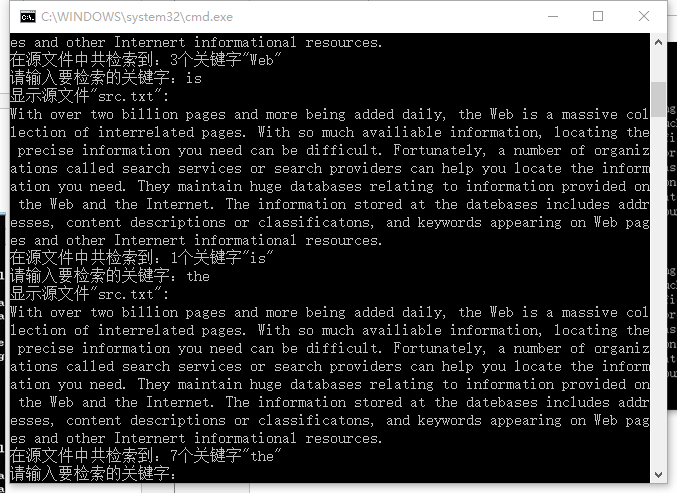 C:\WINDOWS\system32\cmd.exe
es and other Internert informational resources.
在源文件中共检索到：3个关键字"Web"
请输入要检索的关键字：is
显示源文件"src.txt":
With over two billion pages and more being added daily, the Web is a massive col
lection of interrelated pages. With so much availiable information, locating the
 precise information you need can be difficult. Fortunately, a number of organiz
ations called search services or search providers can help you locate the inform
ation you need. They maintain huge databases relating to information provided on
 the Web and the Internet. The information stored at the datebases includes addr
esses, content descriptions or classificatons, and keywords appearing on Web pag
es and other Internert informational resources.
在源文件中共检索到：1个关键字"is"
请输入要检索的关键字：the
显示源文件"src.txt":
With over two billion pages and more being added daily, the Web is a massive col
lection of interrelated pages. With so much availiable information, locating the
 precise information you need can be difficult. Fortunately, a number of organiz
ations called search services or search providers can help you locate the inform
ation you need. They maintain huge databases relating to information provided on
 the Web and the Internet. The information stored at the datebases includes addr
esses, content descriptions or classificatons, and keywords appearing on Web pag
es and other Internert informational resources.
在源文件中共检索到：7个关键字"the"
请输入要检索的关键字：